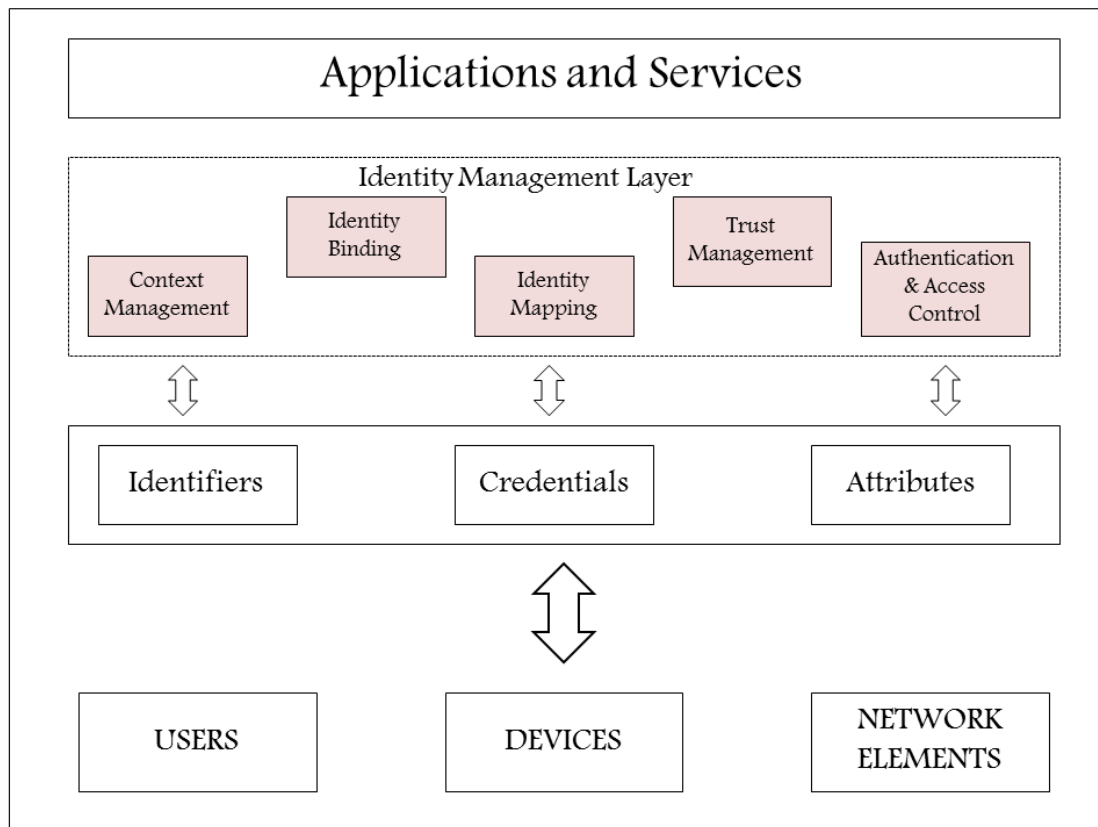 Applications and Services
Identity Management Layer
Identity
Binding
Trust
Management
Context
Management
Identity
Mapping
Authentication
& Access
Control
Identifiers
Credentials
Attributes
USERS
DEVICES
NETWORK
ELEMENTS